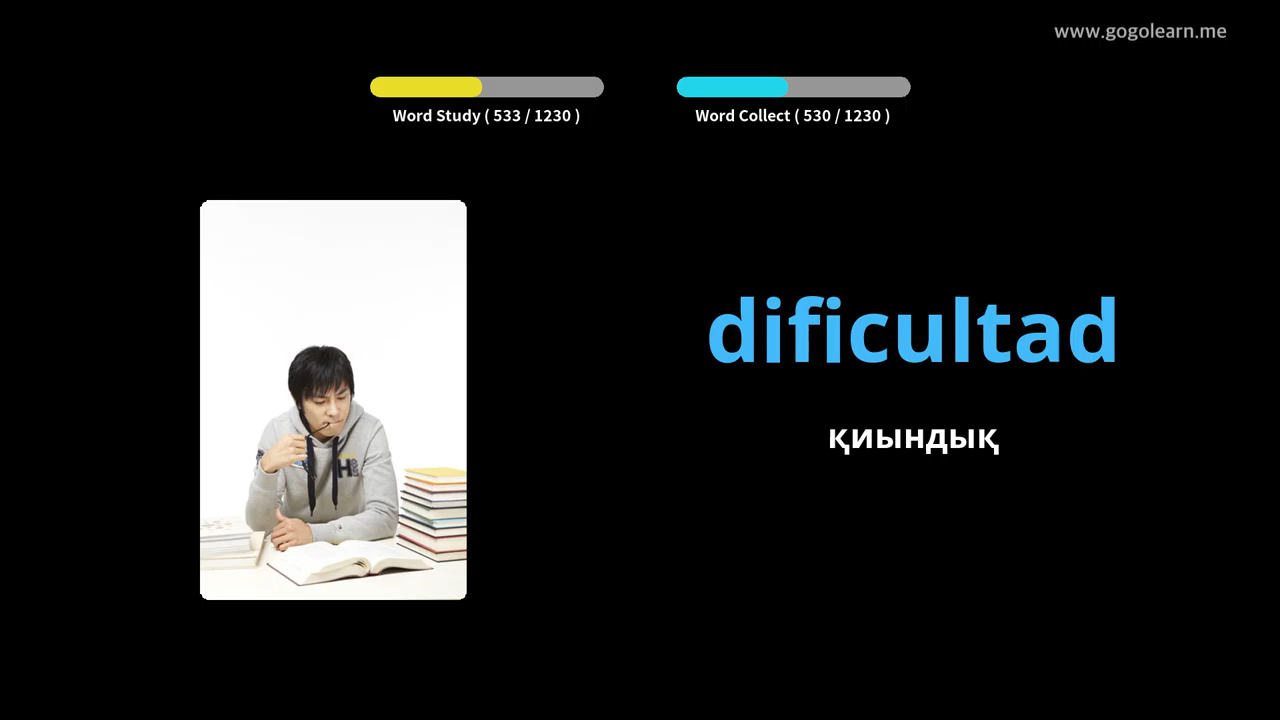 www.gogolearn.me
Word Study ( 533 / 1230 )
Word Collect ( 530 / 1230 )
dificultad
қиындық
H